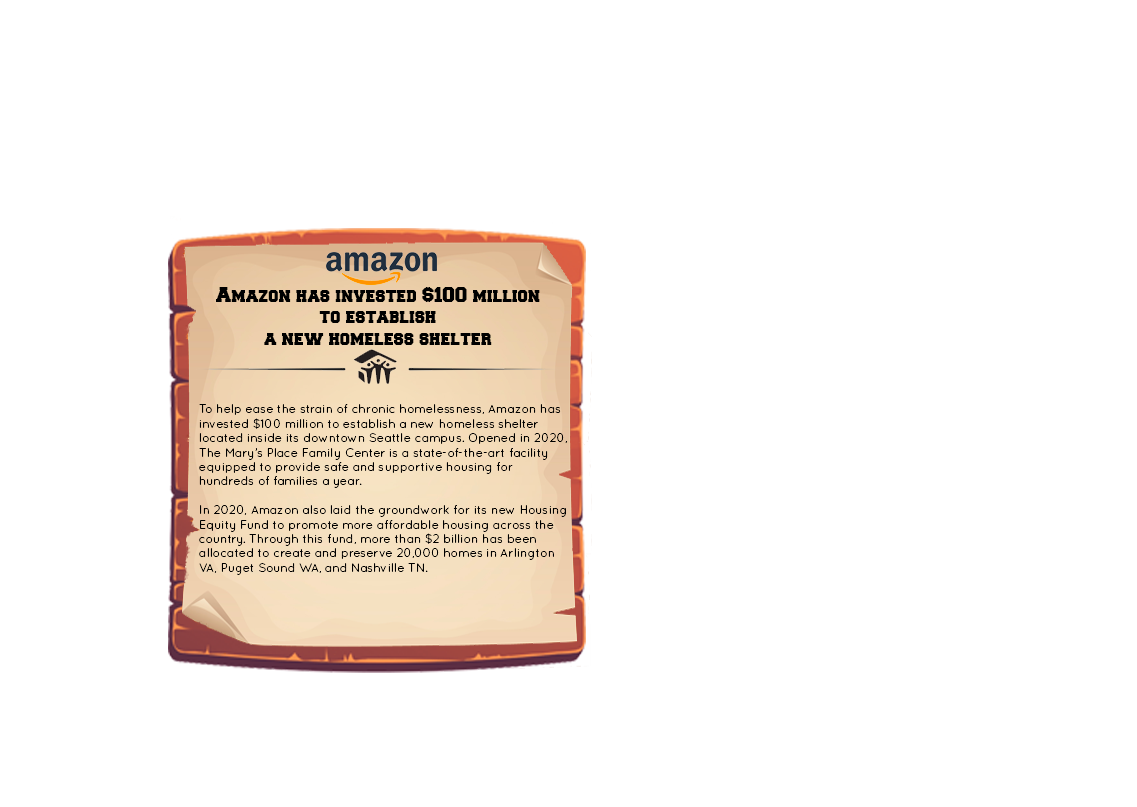 amazon
AMAZON HAS INVESTED $100 MILLION
TO ESTABLISH
A NEW HOMELESS SHELTER
To help ease the strain of chronic homelessness, Amazon has
invested $100 million to establish a new homeless shelter
located inside its downtown Seattle campus. Opened in 2020,
The Mary's Place Family Center is a state-of-the-art facility
equipped to provide safe and supportive housing for
hundreds of families a year.
In 2020, Amazon also laid the groundwork for its new Housing
Equity Fund to promote more affordable housing across the
country. Through this fund, more than $2 billion has been
allocated to create and preserve 20,000 homes in Arlington
VA, Puget Sound WA, and Nashville TN.